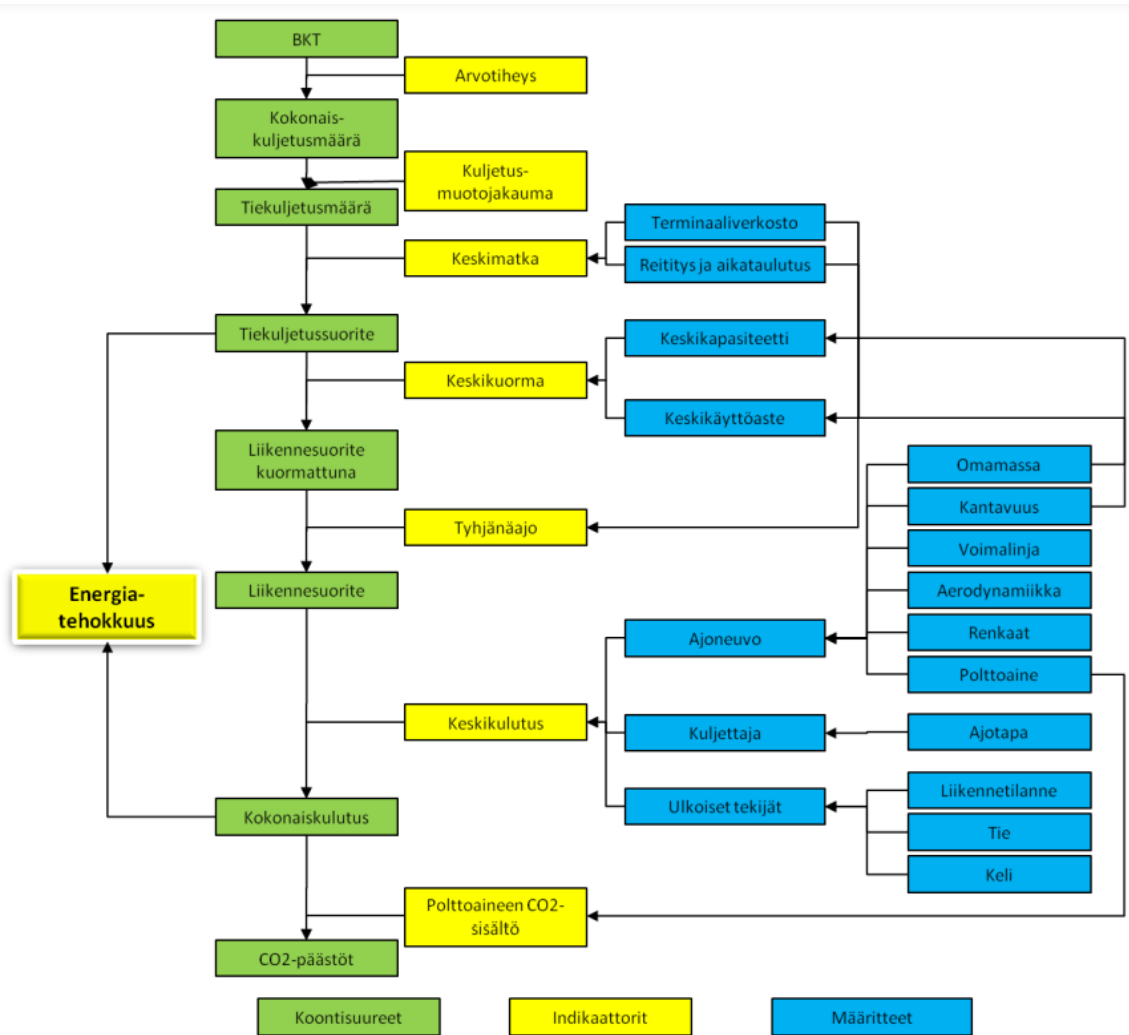 BKT
Arvotiheys
Kokonais-
kuljetusmäärä
Kuljetus-
muotojakauma
Tiekuljetusmäärä
Terminaaliverkosto
Keskimatka
Reititys ja aikataulutus
Tiekuljetussuorite
Keskikapasiteetti
Keskikuorma
Keskikäyttöaste
Liikennesuorite
kuormattuna
Omamassa
Kantavuus
Tyhjänäajo
Voimalinja
Energia-
tehokkuus
Liikennesuorite
Aerodynamiikka
Ajoneuvo
Renkaat
Polttoaine
Keskikulutus
Kuljettaja
Ajotapa
Ulkoiset tekijät
Liikennetilanne
Kokonaiskulutus
Tie
Keli
Polttoaineen CO2-
sisältö
CO2-päästöt
Koontisuureet
Indikaattorit
Määritteet